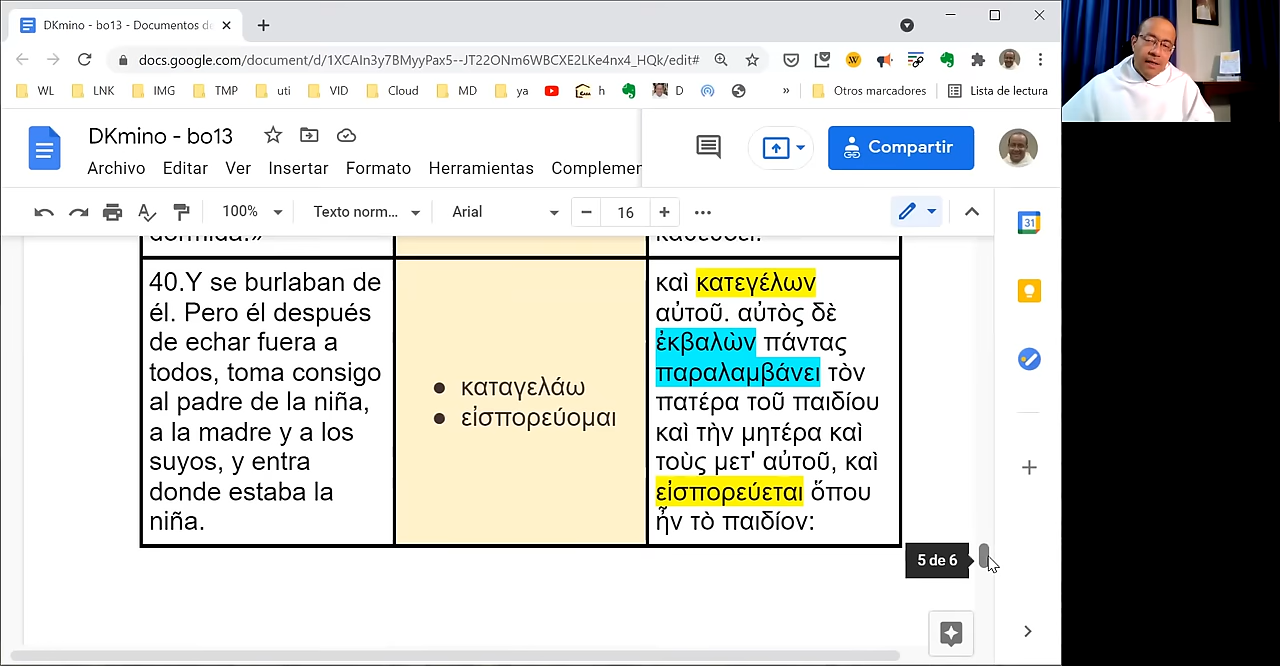 DKmino - bo13 - Documentos de
docs.google.com/document/d/1XCAIn3y7BMyyPax5--JT22ONm6WBCXE2LKe4nx4_HQk/edit#
WL LNK IMG TMP uti VID Cloud MD ya h D » Otros marcadores Lista de lectura
DKmino - bo13
Archivo Editar Ver Insertar Formato Herramientas Complemen
Compartir
100% Texto norm... Arial 16
31
dormida.»
καθεύδει.
40.Y se burlaban de
él. Pero él después
de echar fuera a
todos, toma consigo
al padre de la niña,
a la madre y a los
suyos, y entra
donde estaba la
niña.
καταγελάω
εἰσπορεύομαι
καὶ κατεγέλων
αὐτοῦ. αὐτὸς δὲ
ἐκβαλὼν πάντας
παραλαμβάνει τὸν
πατέρα τοῦ παιδίου
καὶ τὴν μητέρα καὶ
τοὺς μετ' αὐτοῦ, καὶ
εἰσπορεύεται ὅπου
ἦν τὸ παιδίον:
5 de 6